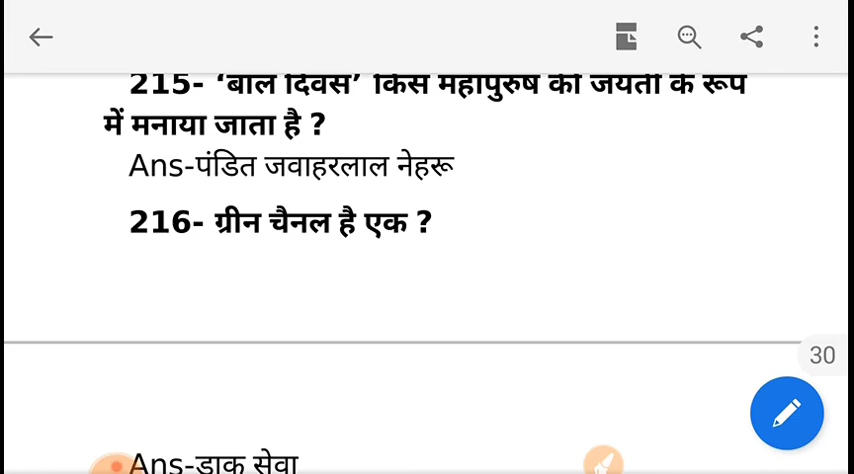 215- ‘बाल दिवस’ किस महापुरुष की जयंती के रूप
में मनाया जाता है ?
Ans-पंडित जवाहरलाल नेहरू
216- ग्रीन चैनल है एक ?
30
Ans-डाक सेवा